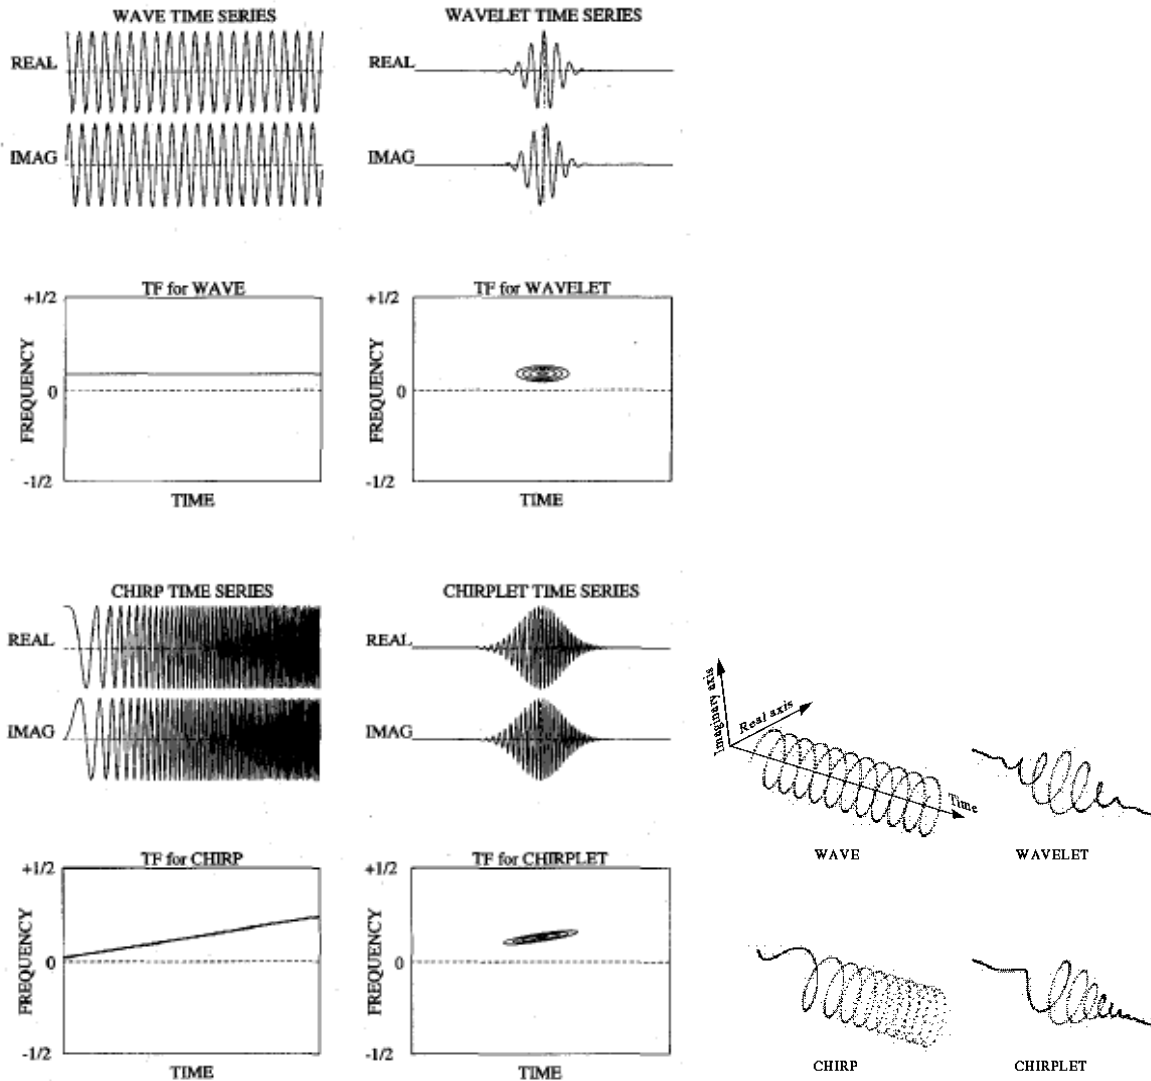 WAVE TIME SERIES
WAVELET TIME SERIES
REAL
REAL
IMAG
IMAG
TF for WAVE
TF for WAVELET
+1/2
+1/2
FREQUENCY
FREQUENCY
0
0
-1/2
-1/2
TIME
TIME
CHIRP TIME SERIES
CHIRPLET TIME SERIES
REAL
REAL
IMAG
IMAG
Imaginary axis
Real axis
Time
WAVE
WAVELET
TF for CHIRP
TF for CHIRPLET
+1/2
+1/2
FREQUENCY
FREQUENCY
0
0
-1/2
-1/2
TIME
TIME
CHIRP
CHIRPLET